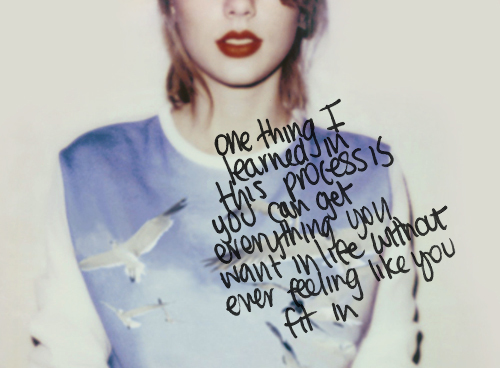 one thing I
learned in
this process is
you can get
everything you
want in life without
ever feeling like you
fit in